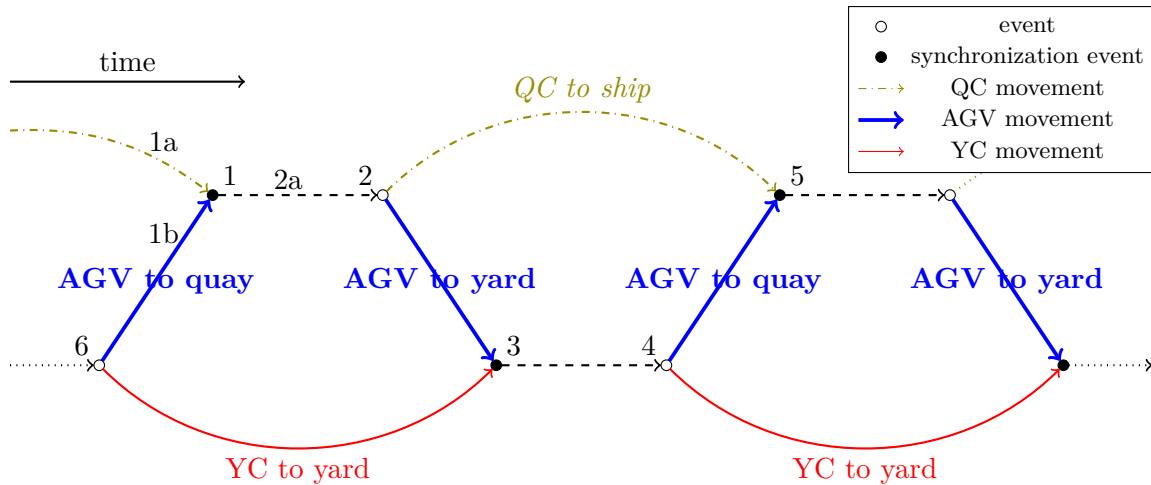 time
QC to ship
event
synchronization event
QC movement
AGV movement
YC movement
1a
1
2a
2
5
1b
AGV to quay
AGV to yard
AGV to quay
AGV to yard
6
3
4
YC to yard
YC to yard